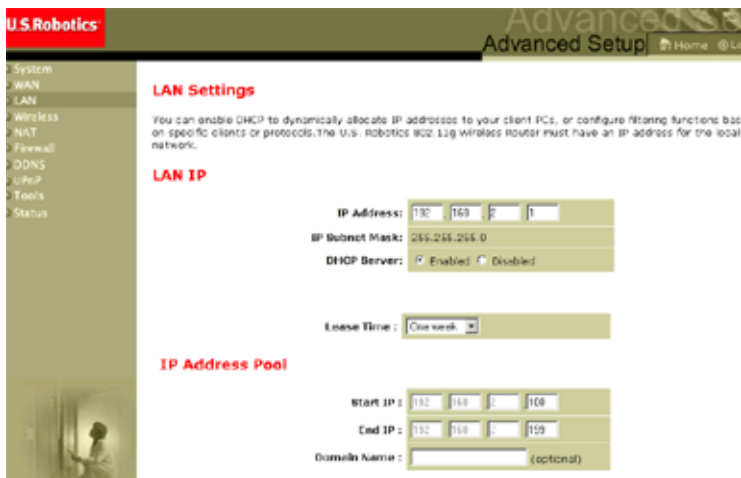 U.S.Robotics
Advanced Se
Advanced Setup Home Lo
System
WAN
LAN
Wireless
NAT
Firewall
DDNS
UPnP
Tools
Status
LAN Settings
You can enable DHCP to dynamically allocate IP addresses to your client PCs, or configure filtering functions bas
on specific clients or protocols.The U.S. Robotics 802.11g Wireless Router must have an IP address for the local
network.
LAN IP
IP Address: 192 . 168 . 2 . 1
IP Subnet Mask: 255.255.255.0
DHCP Server: Enabled Disabled
Lease Time : One week
IP Address Pool
Start IP : 192 . 168 . 2 . 100
End IP : 192 . 168 . 2 . 199
Domain Name : (optional)